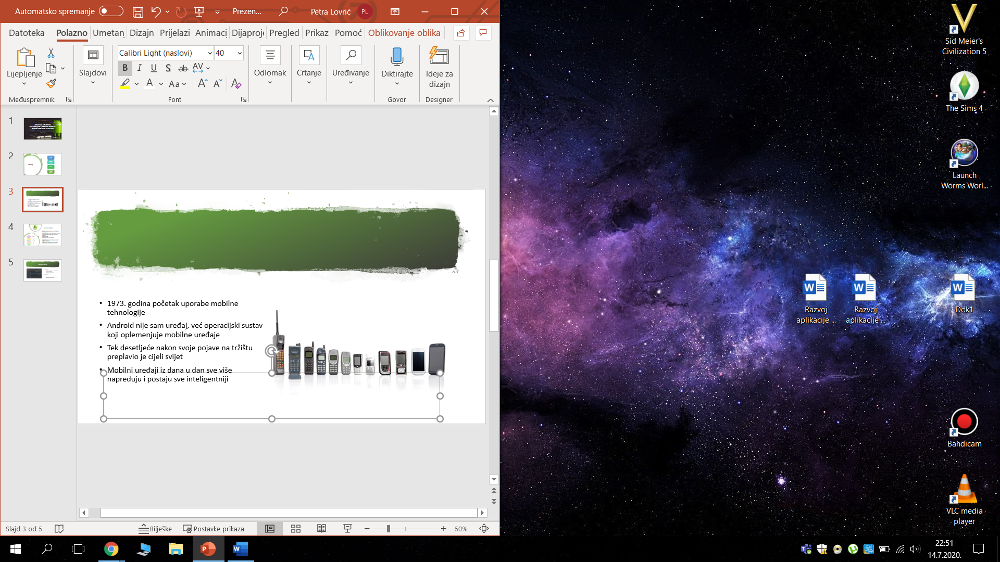 Automatsko spremanje
Prezen...
Petra Lovrić
PL
Datoteka
Polazno
Umetanj
Dizajn
Prijelazi
Animaci
Dijaproje
Pregled
Prikaz
Pomoć
Oblikovanje oblika
Calibri Light (naslovi)
40
Lijepljenje
Slajdovi
B I U S ab AV
A Aa A A A
Odlomak
Crtanje
Uređivanje
Diktirajte
Ideje za
dizajn
Međuspremnik
Font
Govor
Designer
1
2
3
4
5
• 1973. godina početak uporabe mobilne
tehnologije
• Android nije sam uređaj, već operacijski sustav
koji oplemenjuje mobilne uređaje
• Tek desetljeće nakon svoje pojave na tržištu
preplavio je cijeli svijet
• Mobilni uređaji iz dana u dan sve više
napreduju i postaju sve inteligentniji
Slajd 3 od 5
Bilješke
Postavke prikaza
50%
Sid Meier's
Civilization 5
The Sims 4
Launch
Worms Worl...
Razvoj
aplikacije ...
Razvoj
aplikacije ...
Dok1
Bandicam
VLC media
player
22:51
14.7.2020.